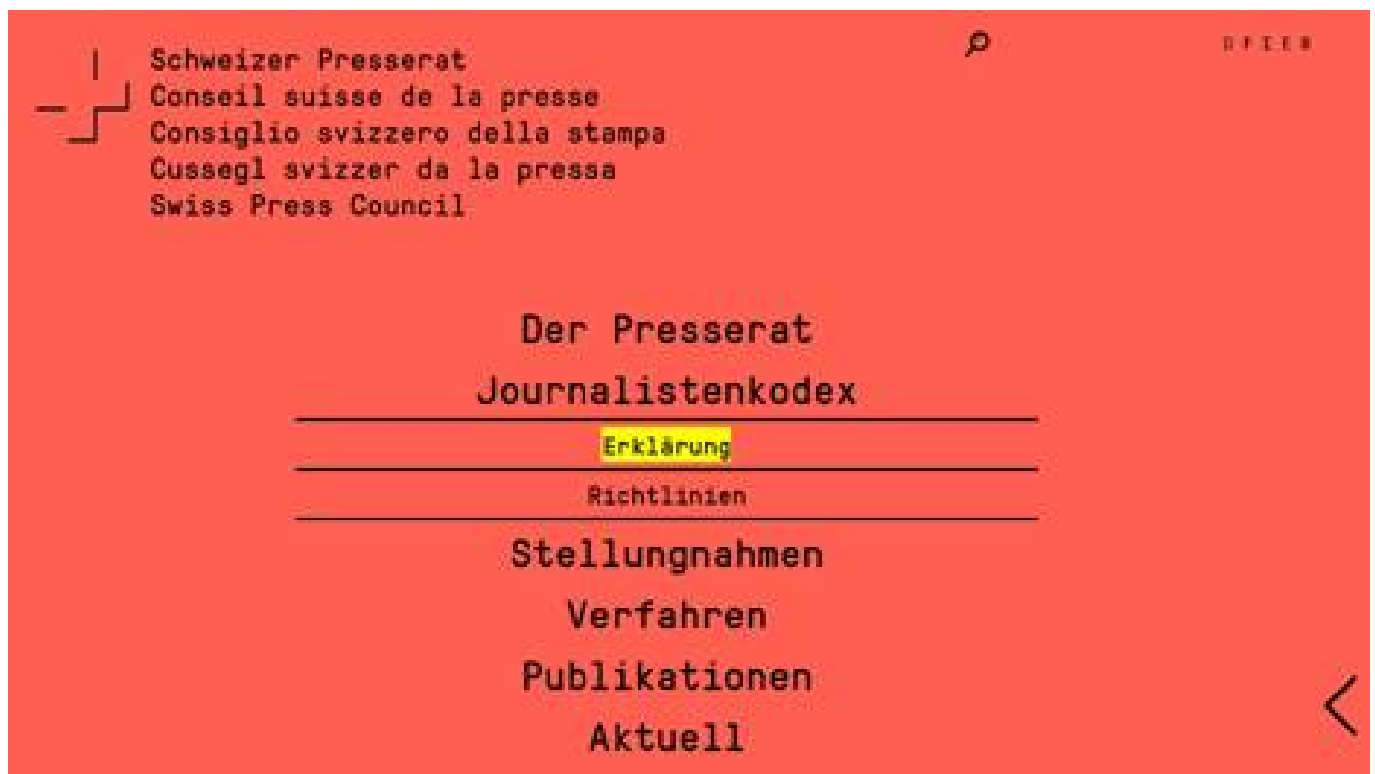 Schweizer Presserat
Conseil suisse de la presse
Consiglio svizzero della stampa
Cussegl svizzer da la pressa
Swiss Press Council
Der Presserat
Journalistenkodex
Erklärung
Richtlinien
Stellungnahmen
Verfahren
Publikationen
Aktuell